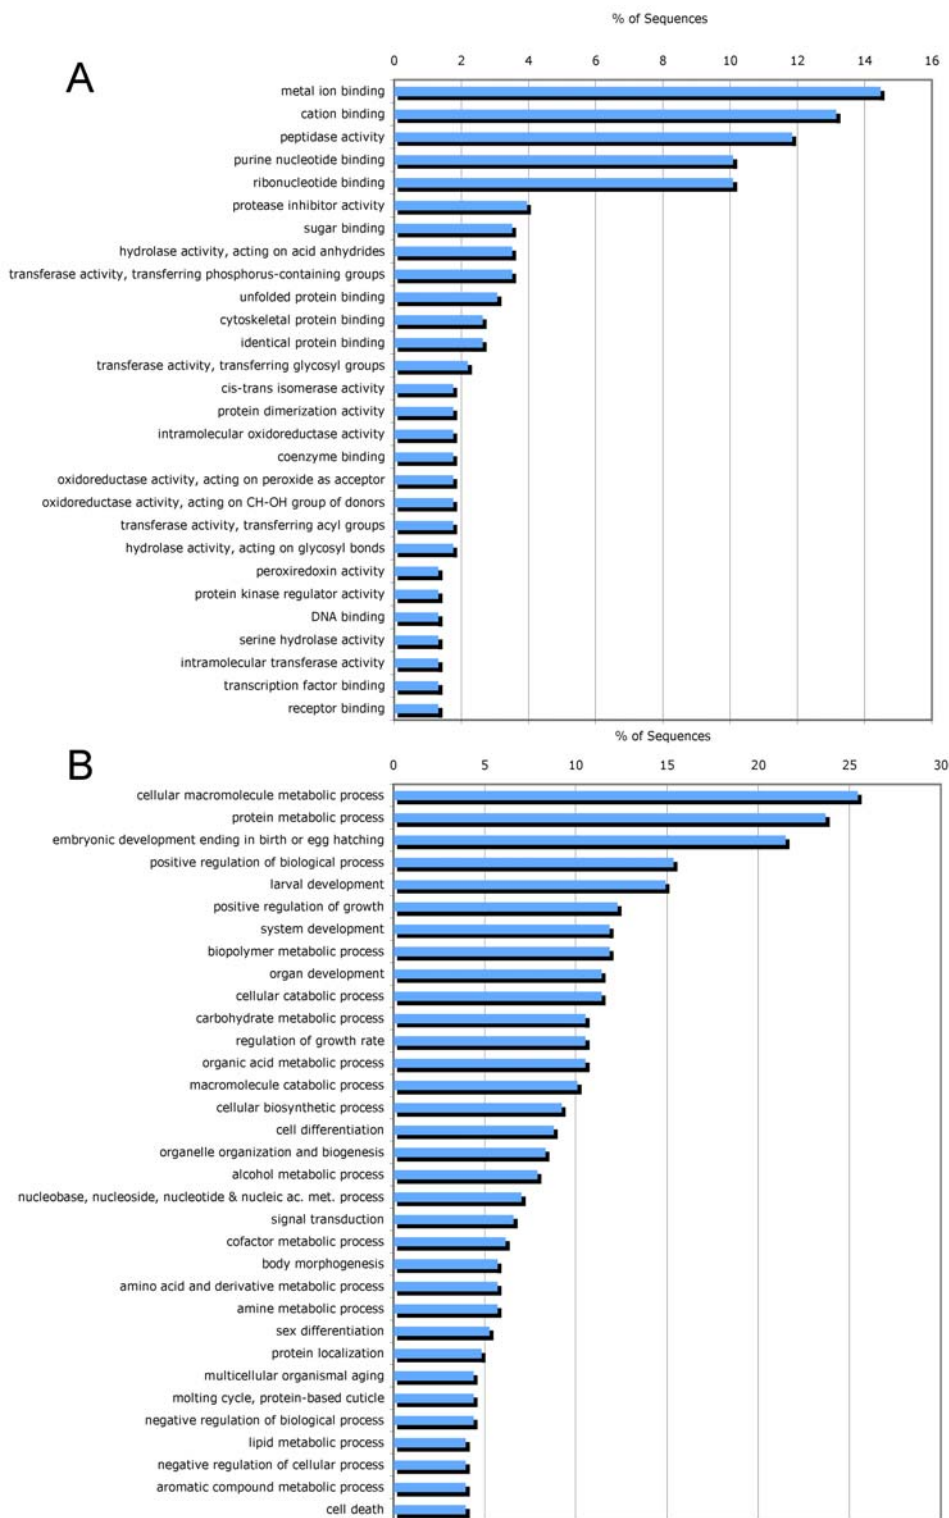 % of Sequences
A
0 2 4 6 8 10 12 14 16
metal ion binding
cation binding
peptidase activity
purine nucleotide binding
ribonucleotide binding
protease inhibitor activity
sugar binding
hydrolase activity, acting on acid anhydrides
transferase activity, transferring phosphorus-containing groups
unfolded protein binding
cytoskeletal protein binding
identical protein binding
transferase activity, transferring glycosyl groups
cis-trans isomerase activity
protein dimerization activity
intramolecular oxidoreductase activity
coenzyme binding
oxidoreductase activity, acting on peroxide as acceptor
oxidoreductase activity, acting on CH-OH group of donors
transferase activity, transferring acyl groups
hydrolase activity, acting on glycosyl bonds
peroxiredoxin activity
protein kinase regulator activity
DNA binding
serine hydrolase activity
intramolecular transferase activity
transcription factor binding
receptor binding
% of Sequences
B
0 5 10 15 20 25 30
cellular macromolecule metabolic process
protein metabolic process
embryonic development ending in birth or egg hatching
positive regulation of biological process
larval development
positive regulation of growth
system development
biopolymer metabolic process
organ development
cellular catabolic process
carbohydrate metabolic process
regulation of growth rate
organic acid metabolic process
macromolecule catabolic process
cellular biosynthetic process
cell differentiation
organelle organization and biogenesis
alcohol metabolic process
nucleobase, nucleoside, nucleotide & nucleic ac. met. process
signal transduction
cofactor metabolic process
body morphogenesis
amino acid and derivative metabolic process
amine metabolic process
sex differentiation
protein localization
multicellular organismal aging
molting cycle, protein-based cuticle
negative regulation of biological process
lipid metabolic process
negative regulation of cellular process
aromatic compound metabolic process
cell death